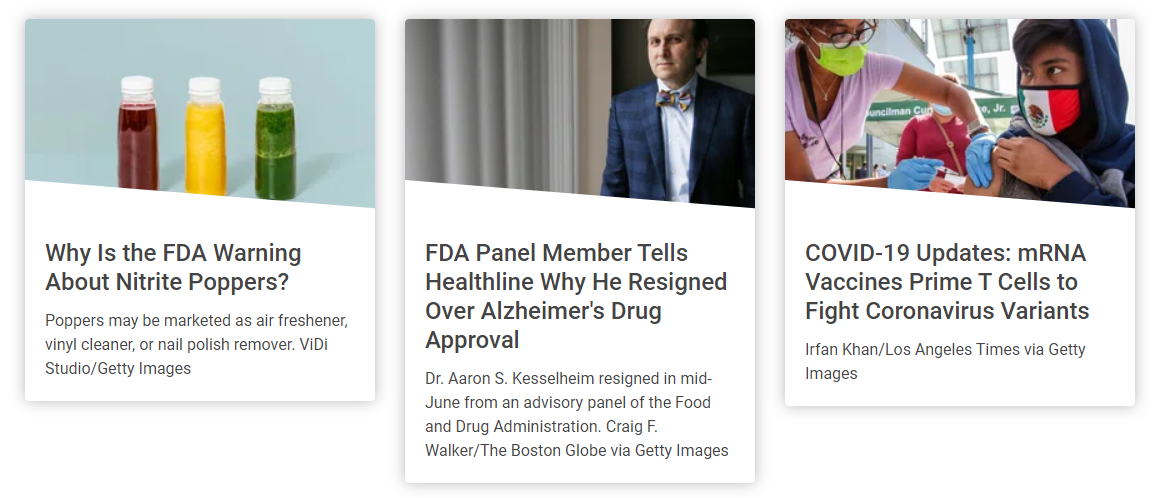 Why Is the FDA Warning
About Nitrite Poppers?
Poppers may be marketed as air freshener,
vinyl cleaner, or nail polish remover. ViDi
Studio/Getty Images
FDA Panel Member Tells
Healthline Why He Resigned
Over Alzheimer's Drug
Approval
Dr. Aaron S. Kesselheim resigned in mid-
June from an advisory panel of the Food
and Drug Administration. Craig F.
Walker/The Boston Globe via Getty Images
Jr.
COVID-19 Updates: mRNA
Vaccines Prime T Cells to
Fight Coronavirus Variants
Irfan Khan/Los Angeles Times via Getty
Images